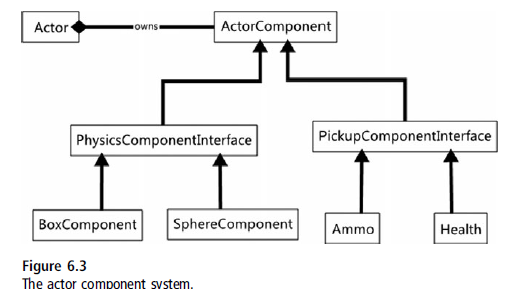 Actor owns ActorComponent
PhysicsComponentInterface PickupComponentInterface
BoxComponent SphereComponent Ammo Health
Figure 6.3
The actor component system.